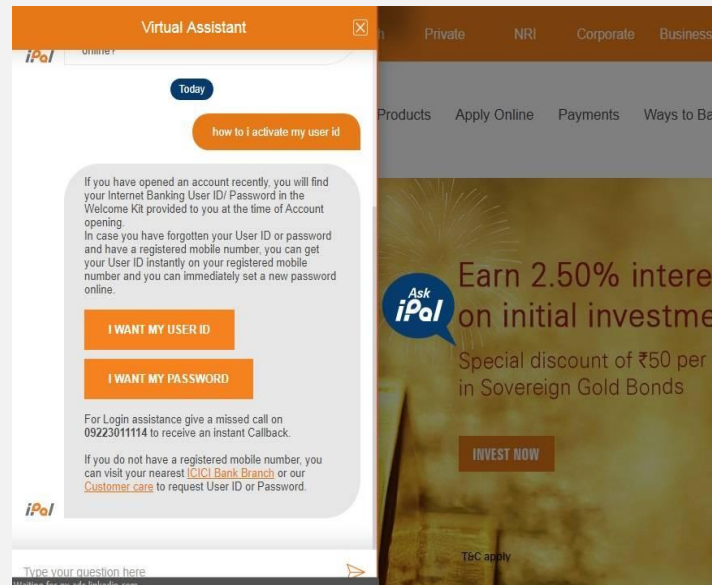 Virtual Assistant
Private NRI Corporate Business
iPal
online?
Today
Products Apply Online Payments Ways to Ba
how to i activate my user id
If you have opened an account recently, you will find
your Internet Banking User ID/ Password in the
Welcome Kit provided to you at the time of Account
opening.
In case you have forgotten your User ID or password
and have a registered mobile number, you can get
your User ID instantly on your registered mobile
number and you can immediately set a new password
online.
I WANT MY USER ID
I WANT MY PASSWORD
For Login assistance give a missed call on
09223011114 to receive an instant Callback.
If you do not have a registered mobile number, you
can visit your nearest ICICI Bank Branch or our
Customer care to request User ID or Password.
iPal
Type your question here
Ask
iPal
Earn 2.50% intere
on initial investme
Special discount of ₹50 per
in Sovereign Gold Bonds
INVEST NOW
T&C apply